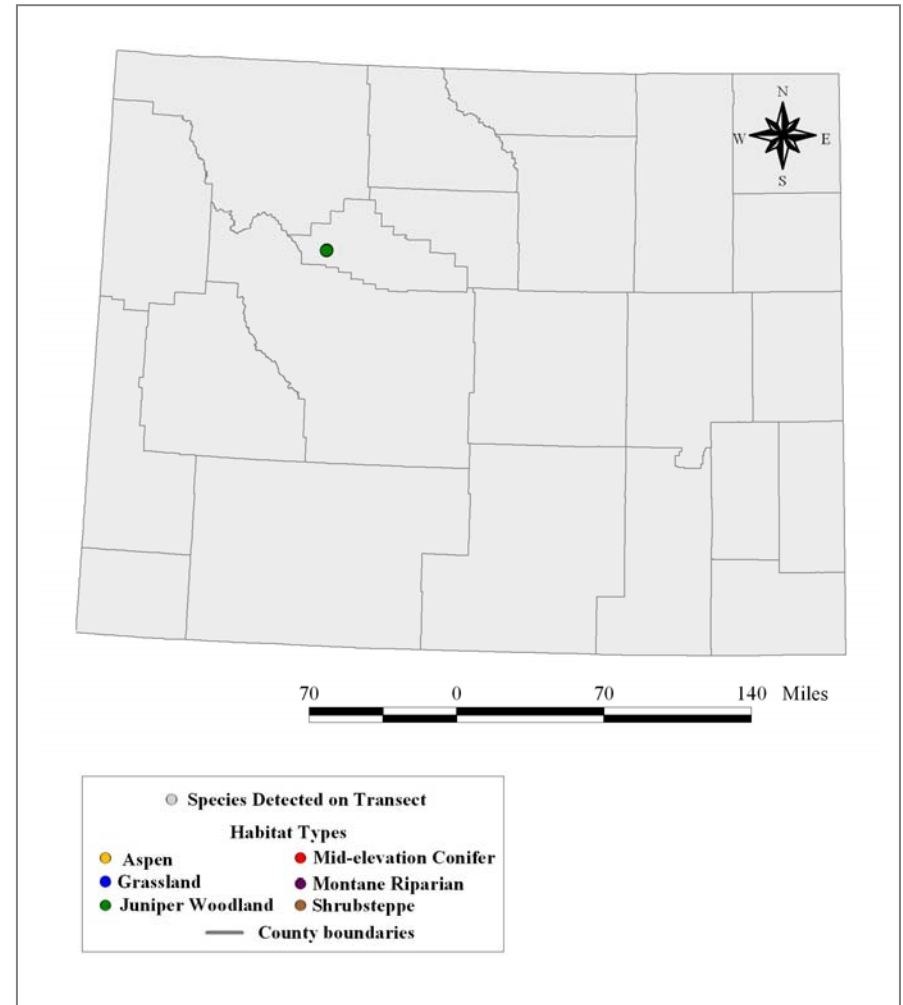 N
W E
S
70 0 70 140 Miles
Species Detected on Transect
Habitat Types
Aspen Mid-elevation Conifer
Grassland Montane Riparian
Juniper Woodland Shrubsteppe
County boundaries